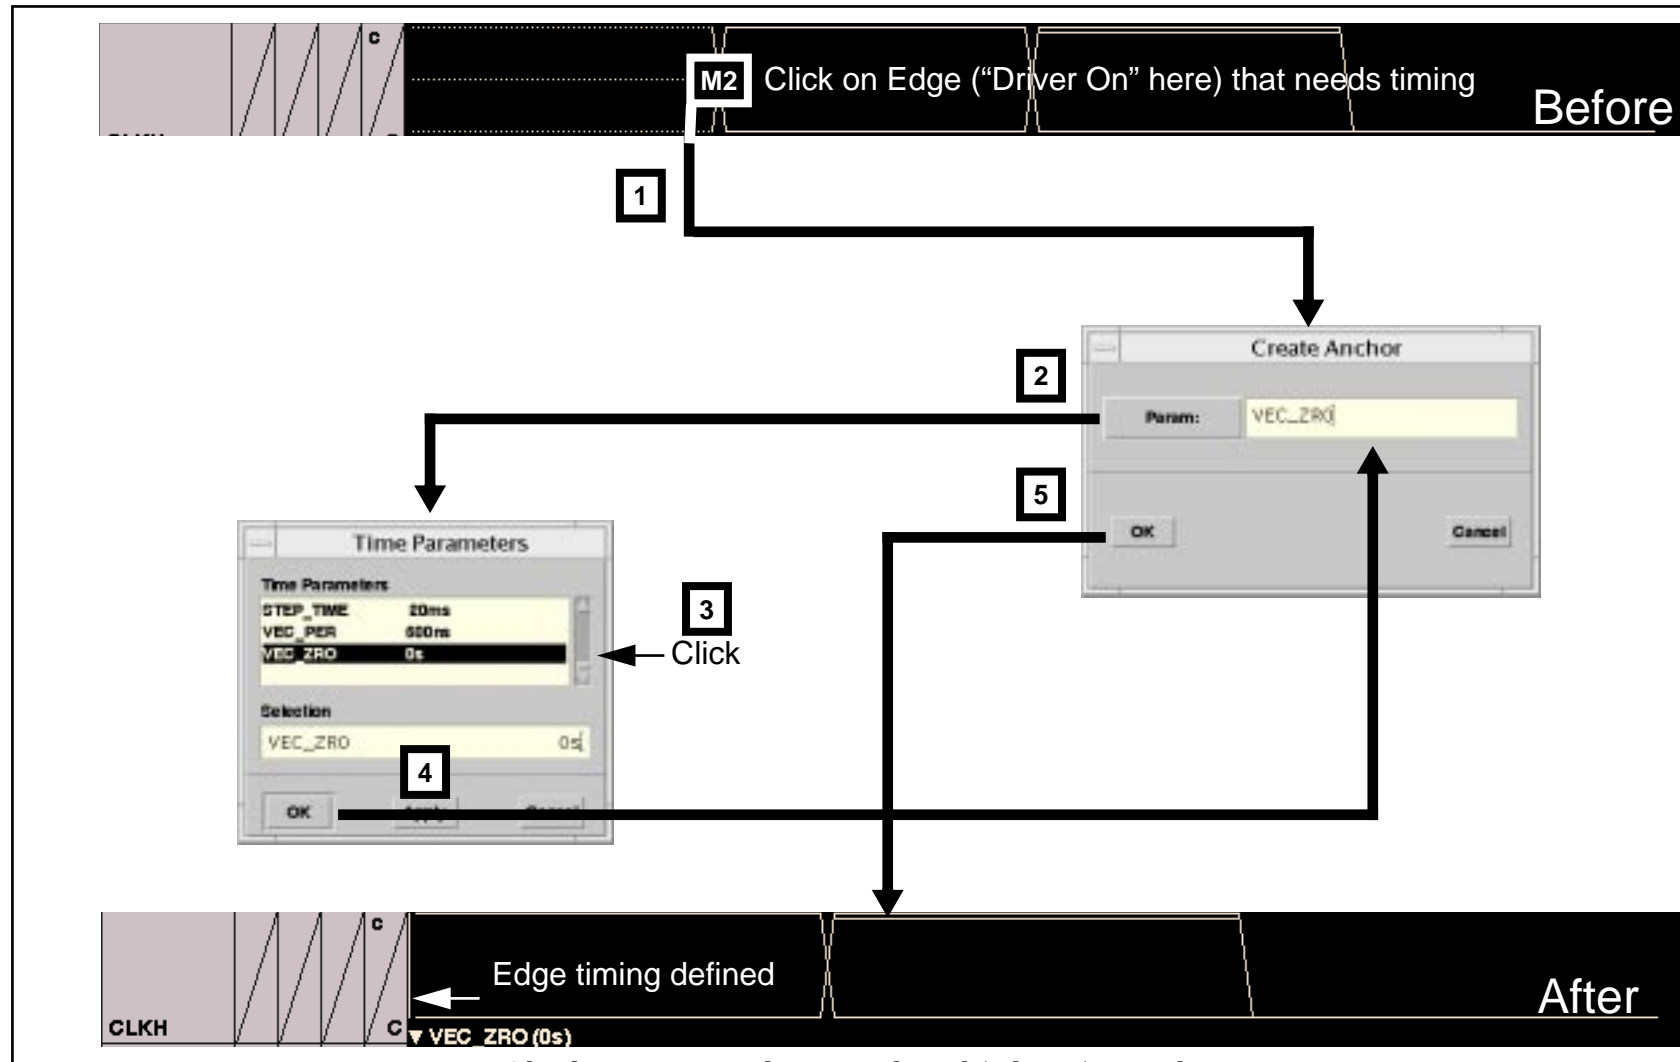 C
M2 Click on Edge (“Driver On” here) that needs timing
Before
1
Create Anchor
2
Param: VEC_ZRO
5
OK Cancel
Time Parameters
Time Parameters
STEP_TIME 20ms
VEC_PER 600ns
VEC_ZRO 0s
3
Click
Selection
VEC_ZRO 0s
4
OK
C
Edge timing defined
After
CLKH C
▼ VEC_ZRO (0s)